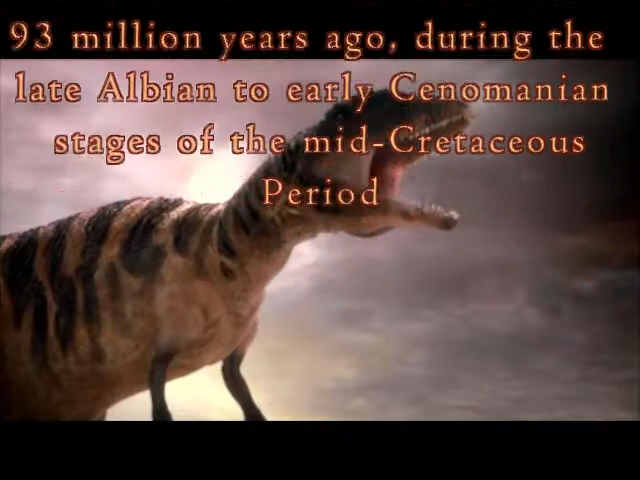 93 million years ago, during the
late Albian to early Cenomanian
stages of the mid-Cretaceous
Period